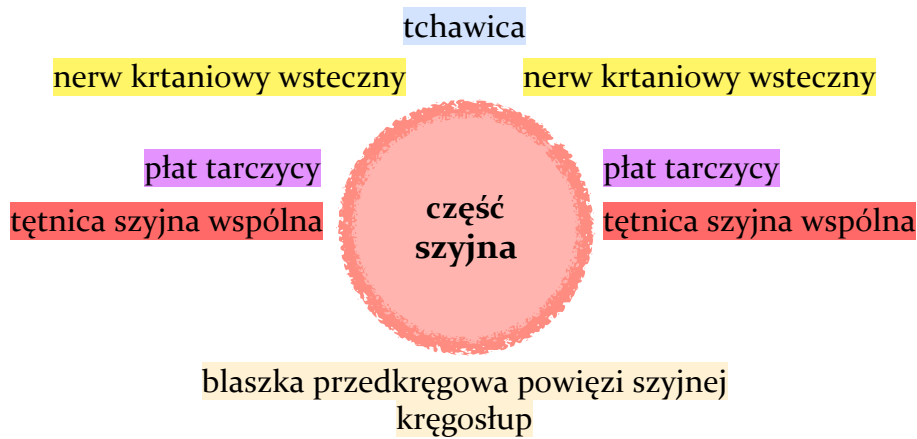 tchawica
nerw krtaniowy wsteczny nerw krtaniowy wsteczny
płat tarczycy płat tarczycy
część
tętnica szyjna wspólna tętnica szyjna wspólna
szyjna
blaszka przedkręgowa powięzi szyjnej
kręgosłup